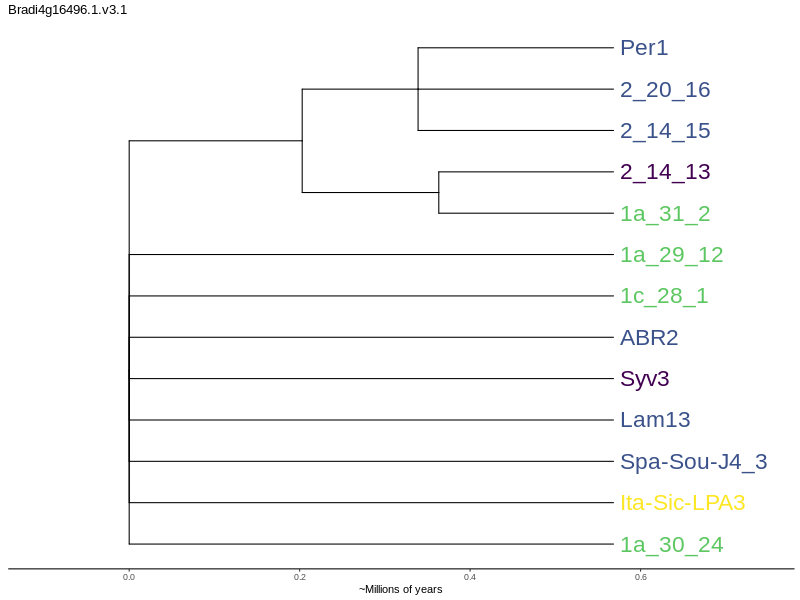 Bradi4g16496.1.v3.1
Per1
2_20_16
2_14_15
2_14_13
1a_31_2
1a_29_12
1c_28_1
ABR2
Syv3
Lam13
Spa-Sou-J4_3
Ita-Sic-LPA3
1a_30_24
0.0 0.2 0.4 0.6
~Millions of years